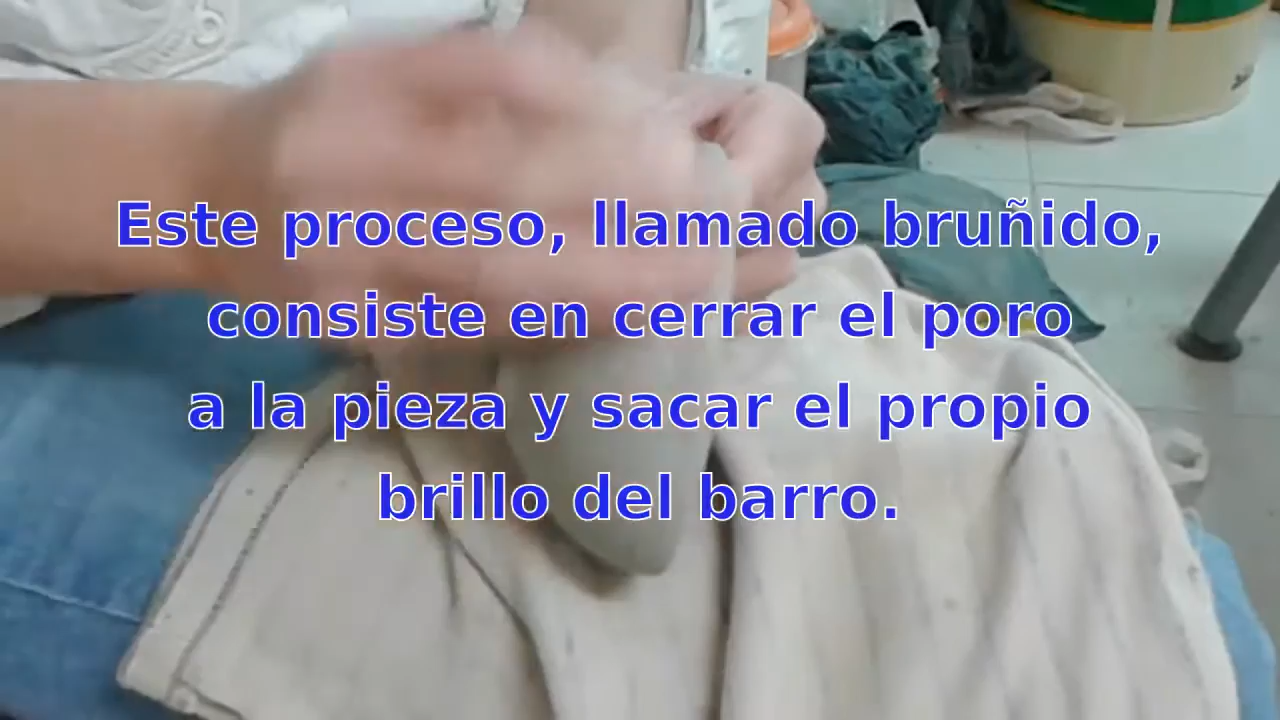 Este proceso, llamado bruñido,
consiste en cerrar el poro
a la pieza y sacar el propio
brillo del barro.